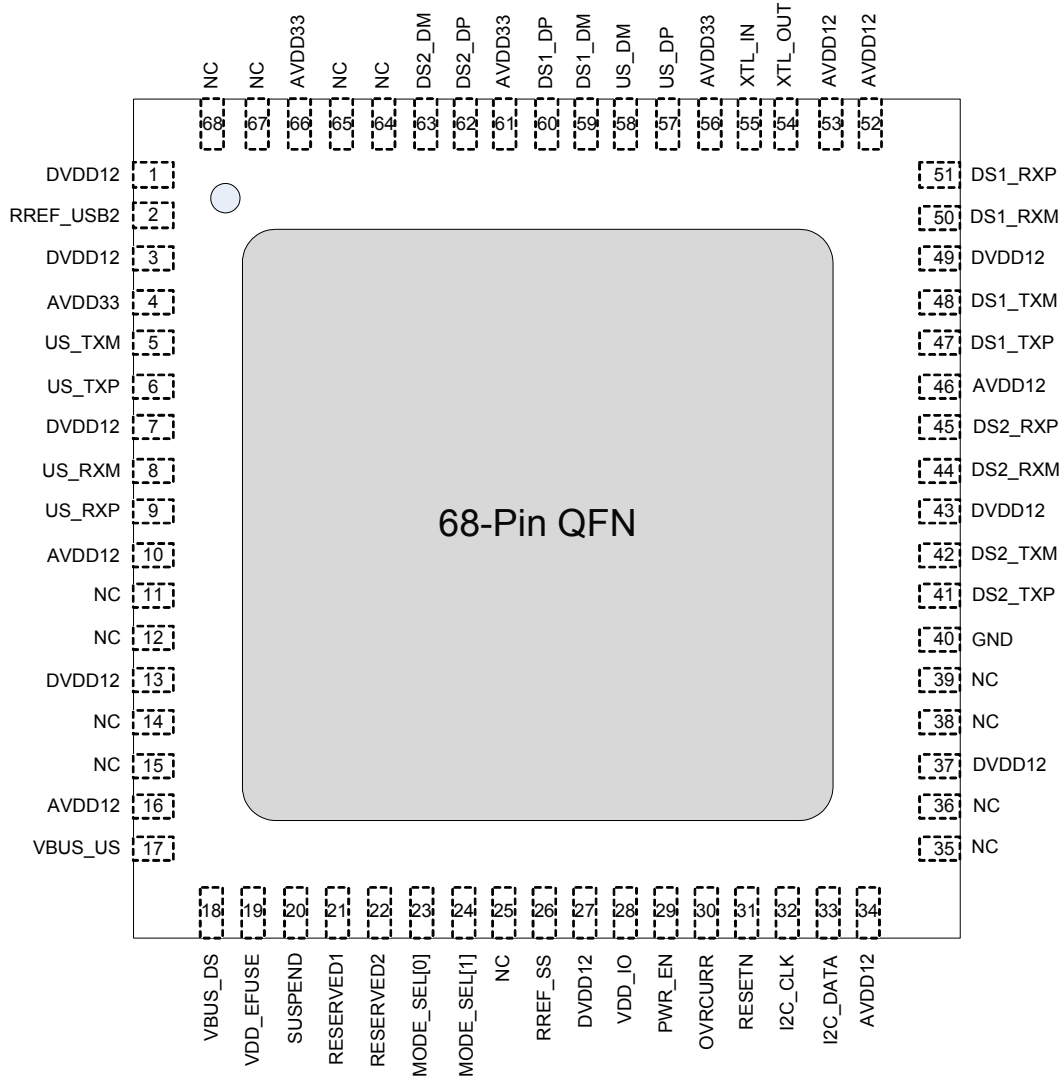 NC
NC
AVDD33
NC
NC
DS2_DM
DS2_DP
AVDD33
DS1_DP
DS1_DM
US_DM
US_DP
AVDD33
XTL_IN
XTL_OUT
AVDD12
AVDD12
68 67 66 65 64 63 62 61 60 59 58 57 56 55 54 53 52
DVDD12 1
RREF_USB2 2
DVDD12 3
AVDD33 4
US_TXM 5
US_TXP 6
DVDD12 7
US_RXM 8
US_RXP 9
AVDD12 10
NC 11
NC 12
DVDD12 13
NC 14
NC 15
AVDD12 16
VBUS_US 17
68-Pin QFN
51 DS1_RXP
50 DS1_RXM
49 DVDD12
48 DS1_TXM
47 DS1_TXP
46 AVDD12
45 DS2_RXP
44 DS2_RXM
43 DVDD12
42 DS2_TXM
41 DS2_TXP
40 GND
39 NC
38 NC
37 DVDD12
36 NC
35 NC
18 19 20 21 22 23 24 25 26 27 28 29 30 31 32 33 34
VBUS_DS
VDD_EFUSE
SUSPEND
RESERVED1
RESERVED2
MODE_SEL[0]
MODE_SEL[1]
NC
RREF_SS
DVDD12
VDD_IO
PWR_EN
OVRCURR
RESETN
I2C_CLK
I2C_DATA
AVDD12